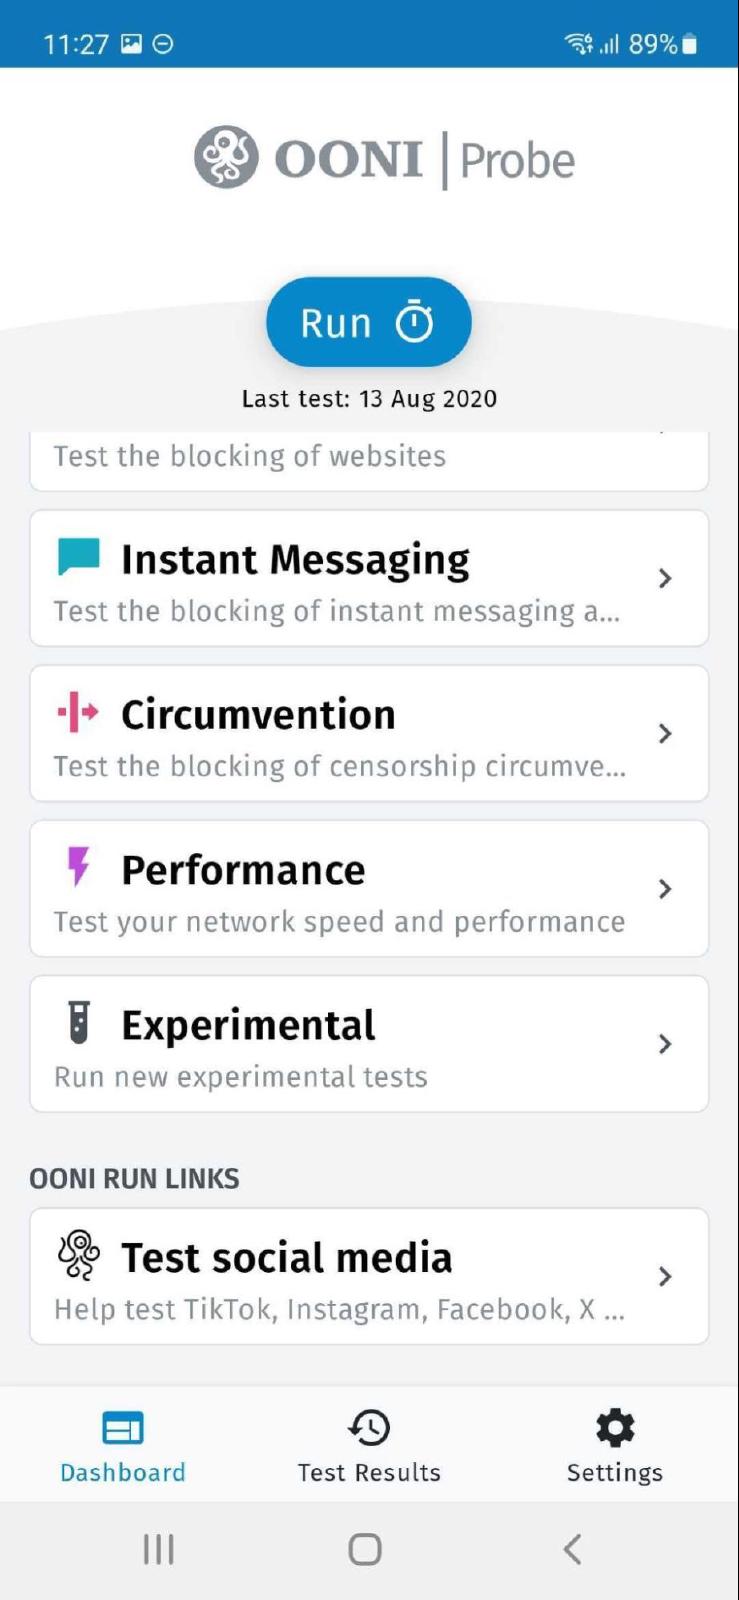 11:27
89%
OONI | Probe
Run
Last test: 13 Aug 2020
Test the blocking of websites
Instant Messaging
Test the blocking of instant messaging a...
Circumvention
Test the blocking of censorship circumve...
Performance
Test your network speed and performance
Experimental
Run new experimental tests
OONI RUN LINKS
Test social media
Help test TikTok, Instagram, Facebook, X ...
Dashboard
Test Results
Settings